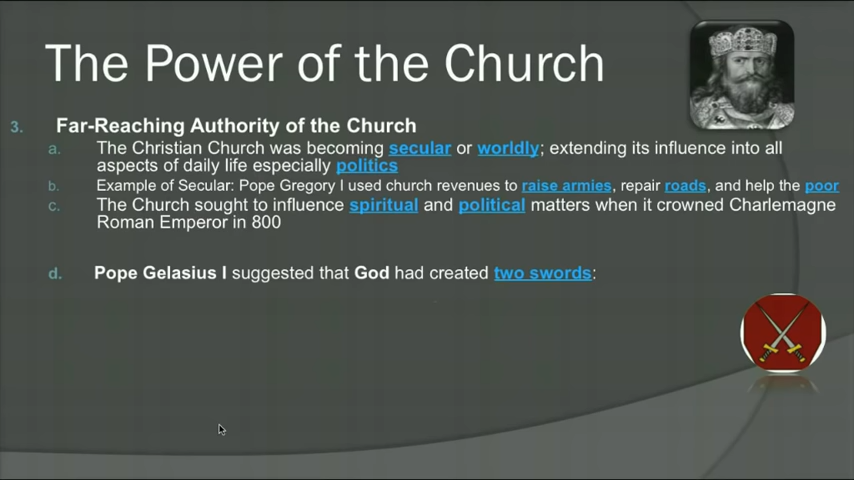 The Power of the Church
3. Far-Reaching Authority of the Church
a. The Christian Church was becoming secular or worldly; extending its influence into all
aspects of daily life especially politics
b. Example of Secular: Pope Gregory I used church revenues to raise armies, repair roads, and help the poor
c. The Church sought to influence spiritual and political matters when it crowned Charlemagne
Roman Emperor in 800
d. Pope Gelasius I suggested that God had created two swords: